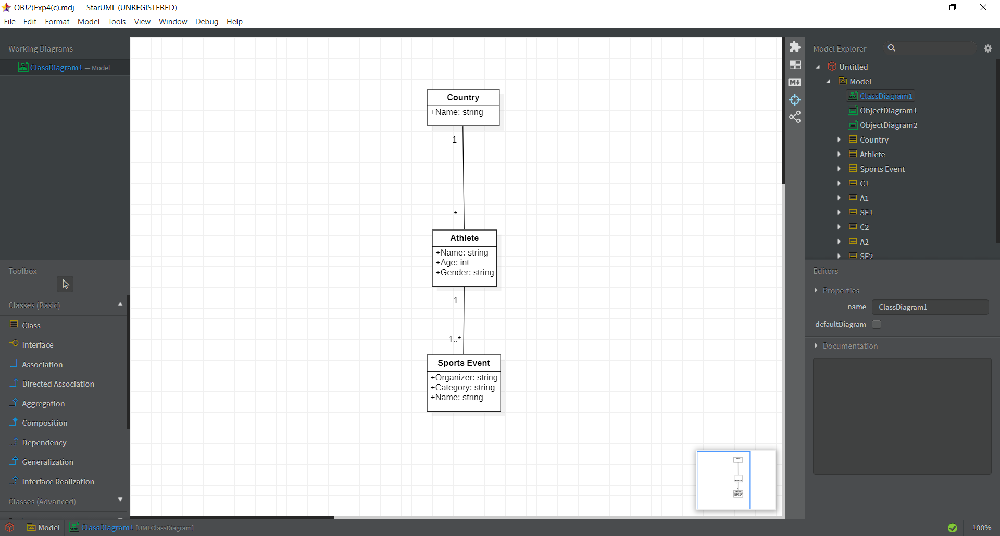 OBJ2(Exp4(c).mdj — StarUML (UNREGISTERED)
File Edit Format Model Tools View Window Debug Help
Working Diagrams
ClassDiagram1 — Model
Toolbox
Classes (Basic)
Class
Interface
Association
Directed Association
Aggregation
Composition
Dependency
Generalization
Interface Realization
Classes (Advanced)
Country
+Name: string
1
*
Athlete
+Name: string
+Age: int
+Gender: string
1
1..*
Sports Event
+Organizer: string
+Category: string
+Name: string
M
Model Explorer
Untitled
Model
ClassDiagram1
ObjectDiagram1
ObjectDiagram2
Country
Athlete
Sports Event
C1
A1
SE1
C2
A2
SE2
Editors
Properties
name ClassDiagram1
defaultDiagram
Documentation
Model ClassDiagram1 [UMLClassDiagram]
100%